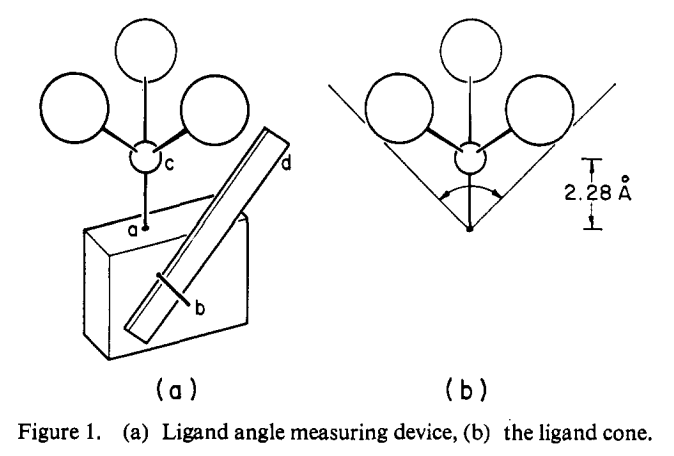 c
d
a
b
2.28 Å
(a)
(b)
Figure 1. (a) Ligand angle measuring device, (b) the ligand cone.